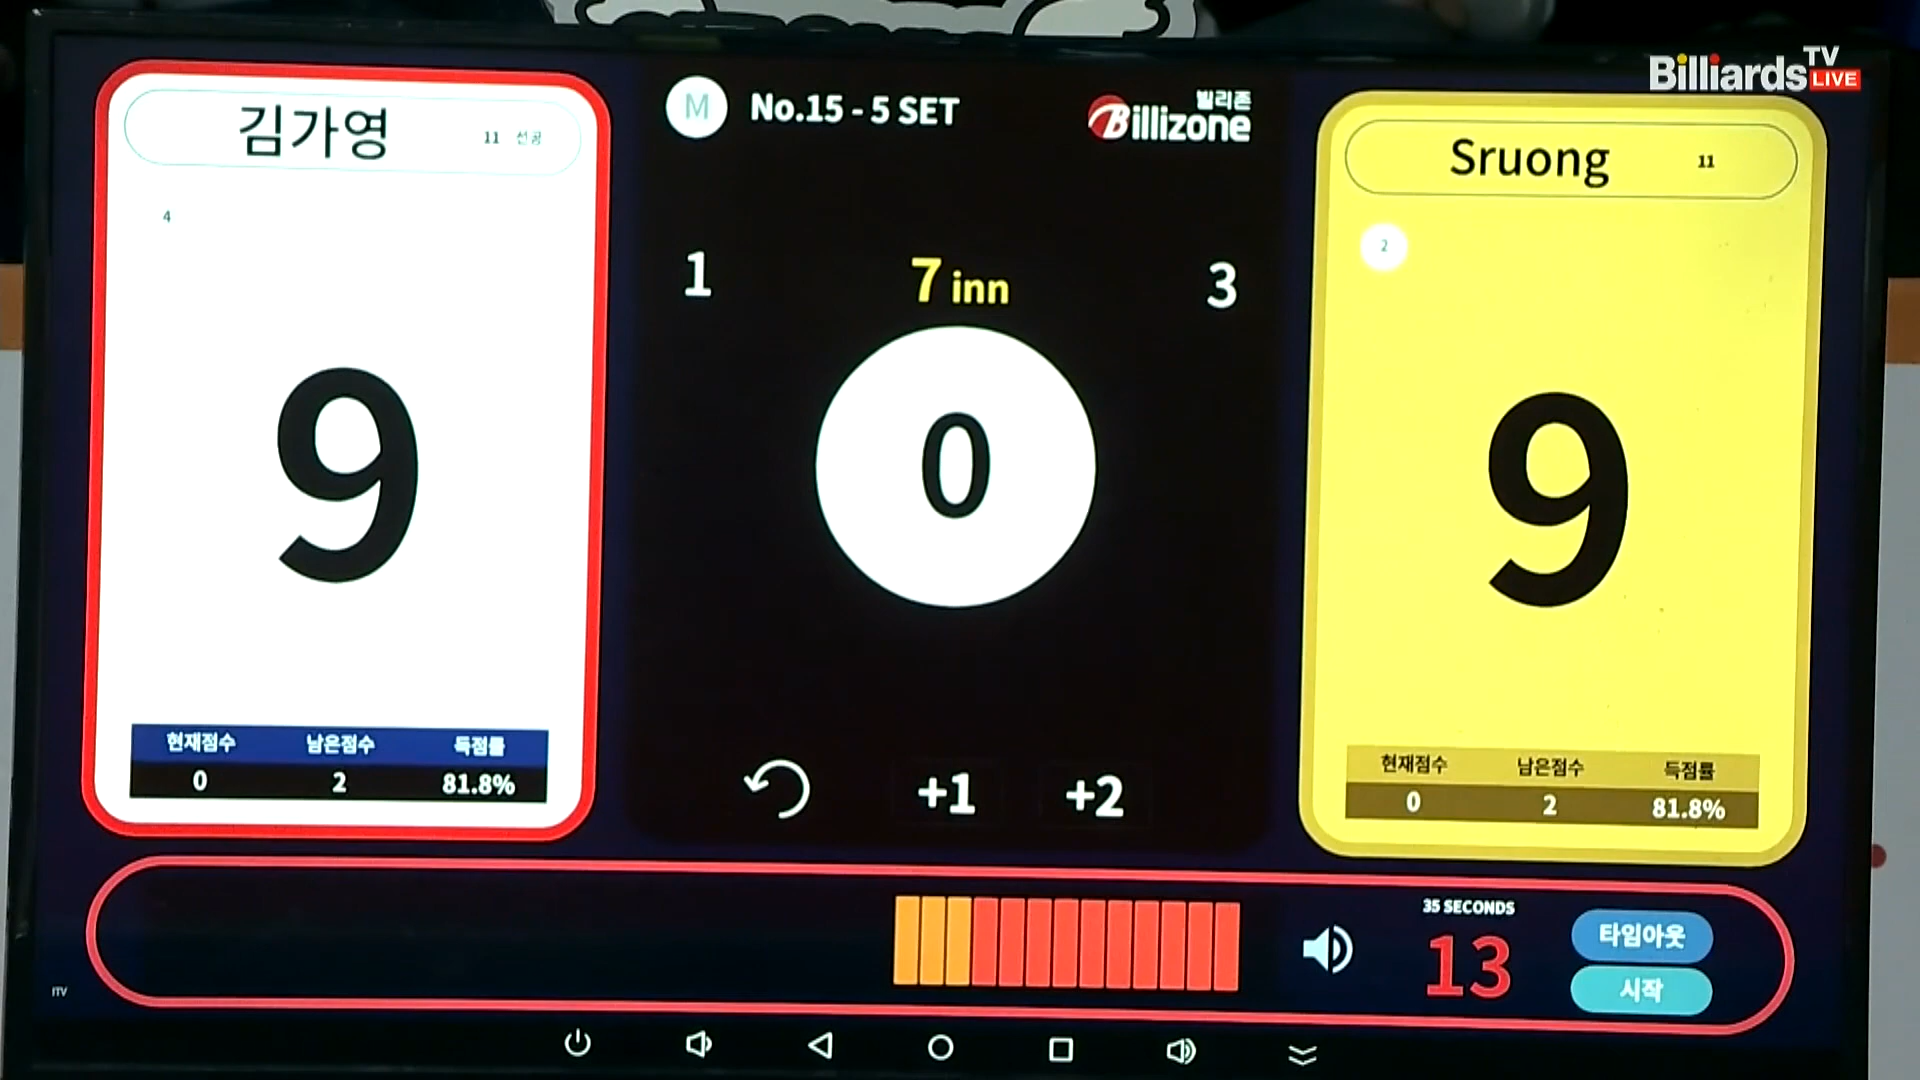 Billiards TV LIVE
김가영 11 선공
M No.15 - 5 SET
빌리존
Billizone
Sruong 11
4
2
1 7 inn 3
9
0
9
현재점수 남은점수 득점률
0 2 81.8%
+1 +2
현재점수 남은점수 득점률
0 2 81.8%
35 SECONDS
13
타임아웃
시작
ITV